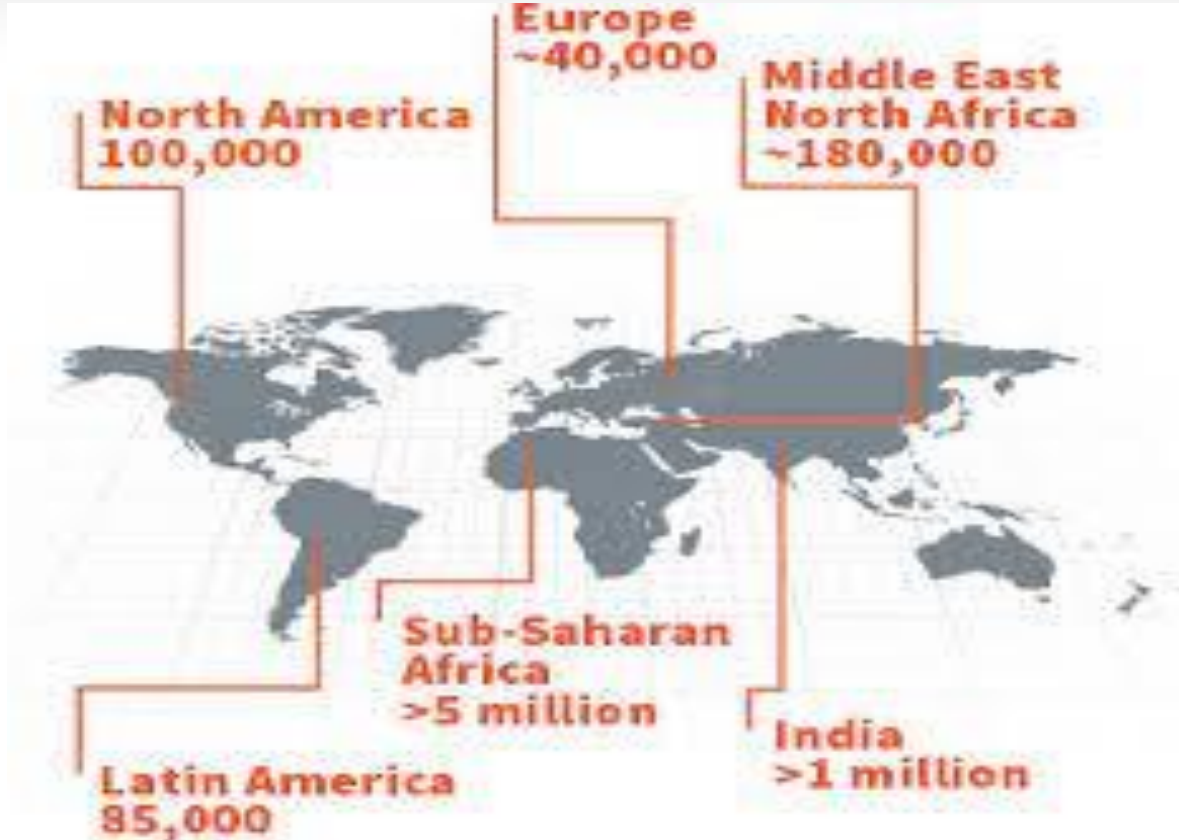 Europe
~40,000
Middle East
North Africa
~180,000
North America
100,000
Sub-Saharan
Africa
>5 million
India
>1 million
Latin America
85,000